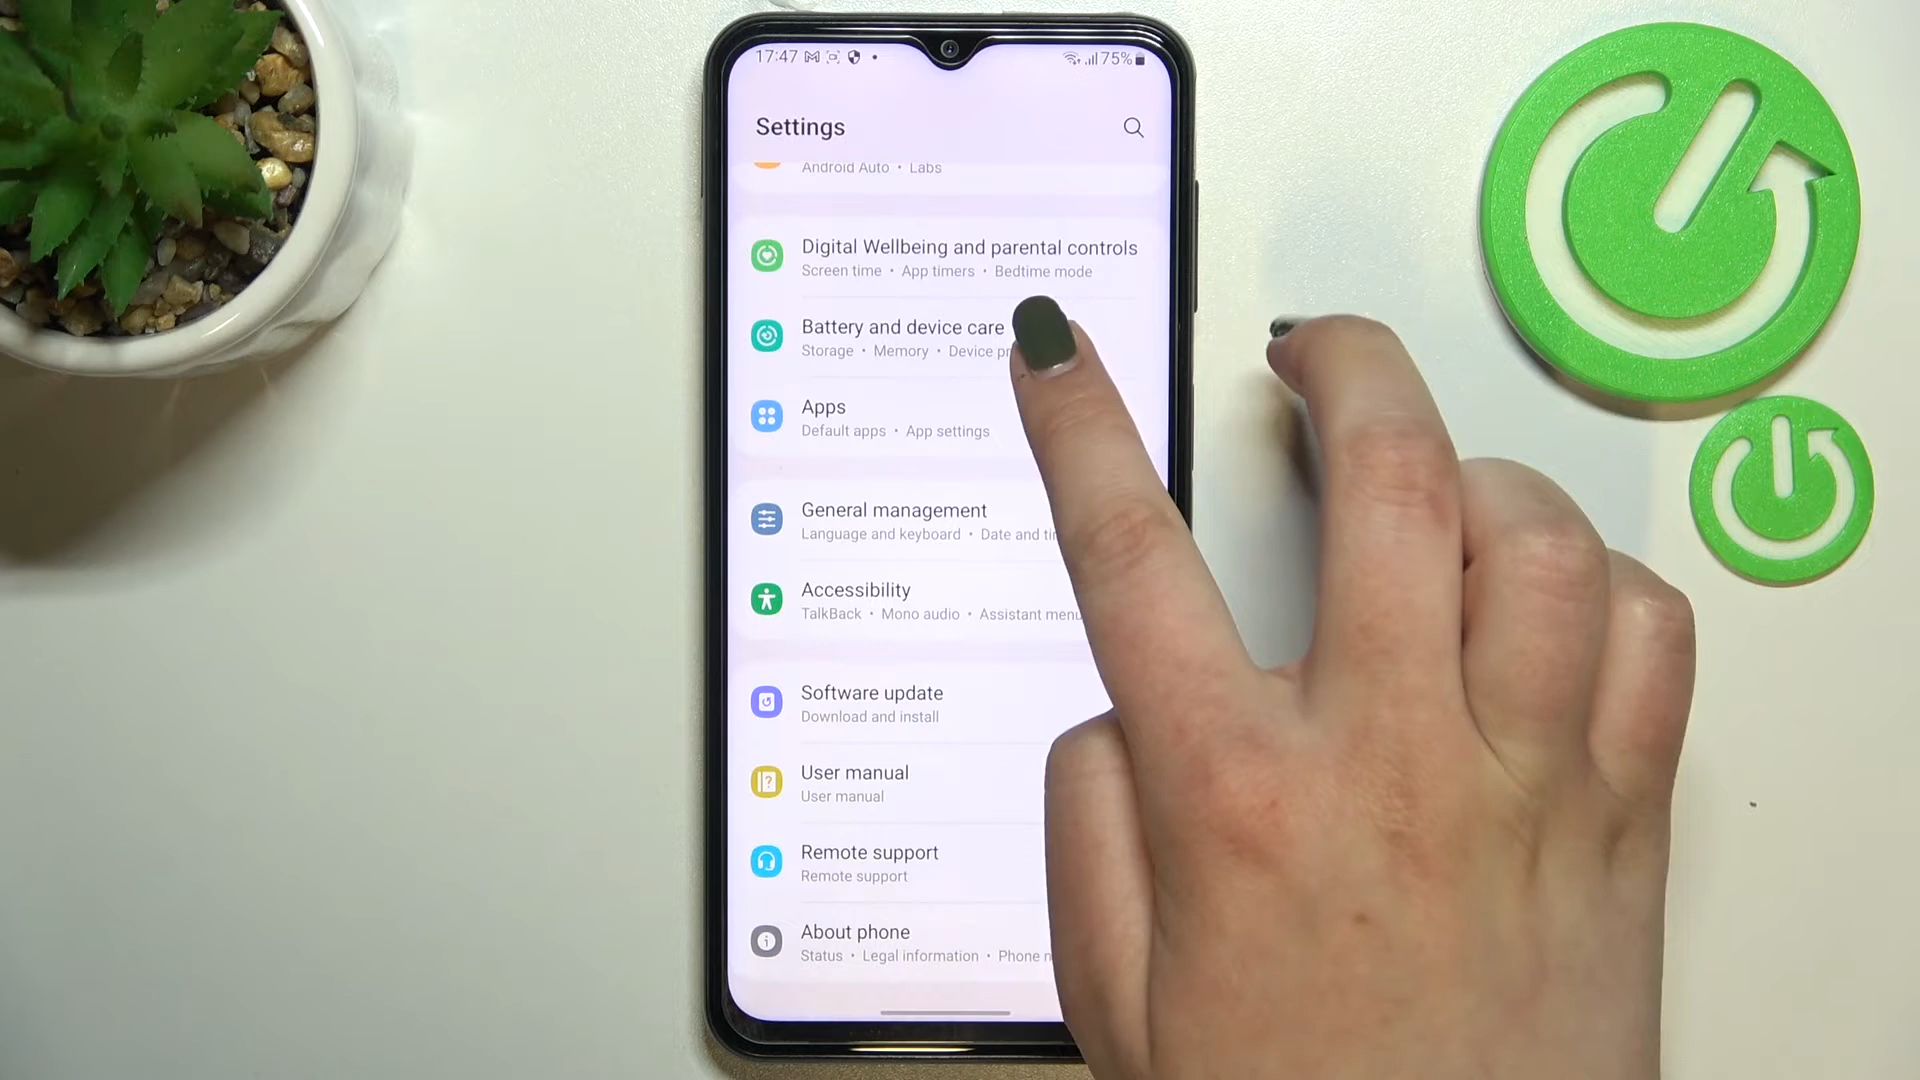 17:47 75%
Settings
Android Auto • Labs
Digital Wellbeing and parental controls
Screen time • App timers • Bedtime mode
Battery and device care
Storage • Memory • Device
Apps
Default apps • App settings
General management
Language and keyboard • Date and
Accessibility
TalkBack • Mono audio • Assistant menu
Software update
Download and install
User manual
User manual
Remote support
Remote support
About phone
Status • Legal information • Phone